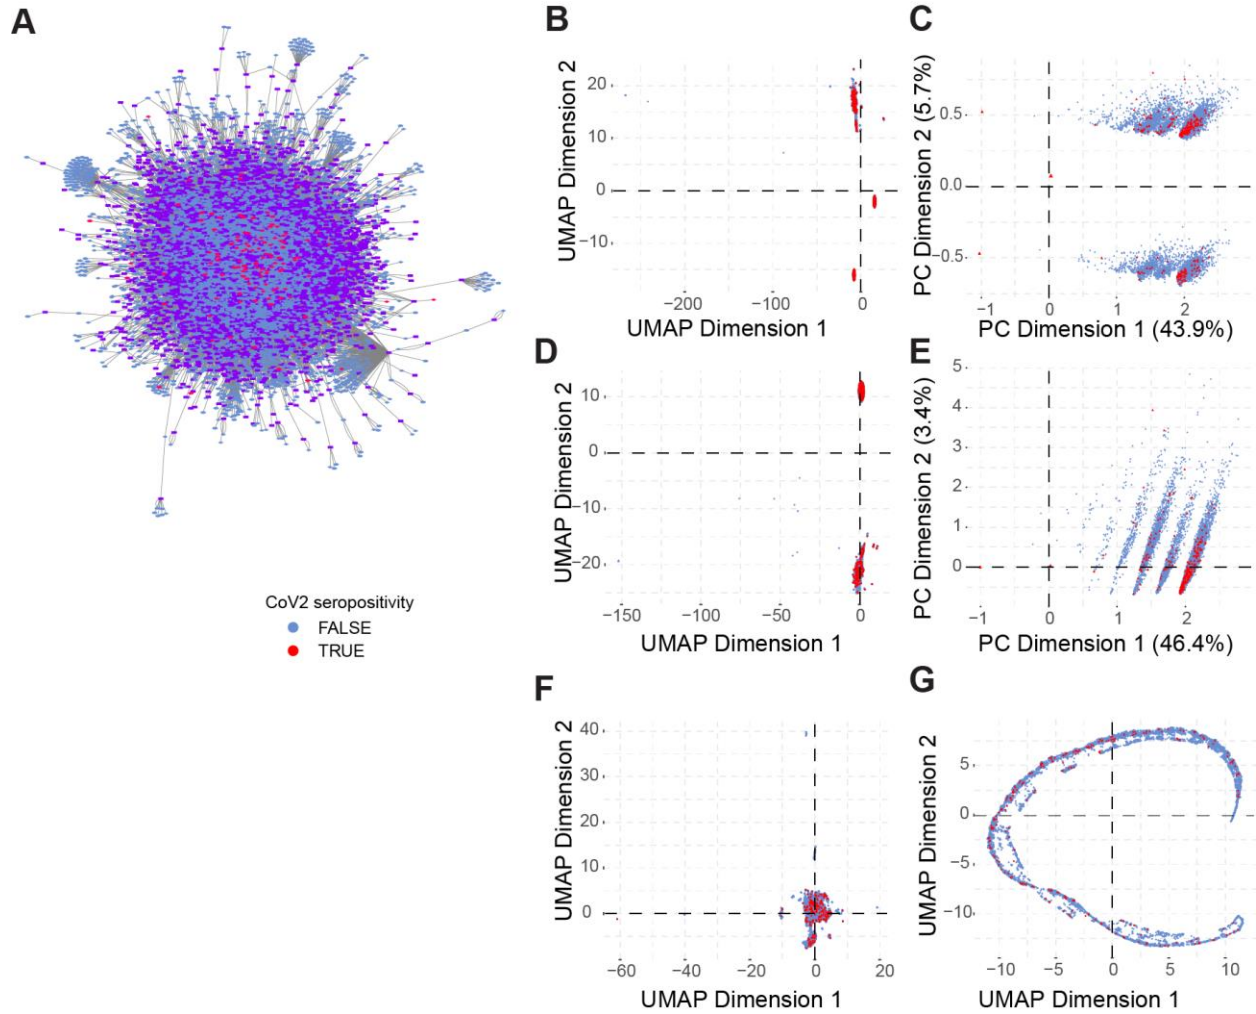 A
CoV2 seropositivity
FALSE
TRUE
B
UMAP Dimension 2
20
10
0
−10
−200
−100
0
UMAP Dimension 1
C
PC Dimension 2 (5.7%)
0.5
0.0
−0.5
−1
0
1
2
PC Dimension 1 (43.9%)
D
UMAP Dimension 2
10
0
−10
−20
−150
−100
−50
0
UMAP Dimension 1
E
PC Dimension 2 (3.4%)
5
4
3
2
1
0
−1
0
1
2
PC Dimension 1 (46.4%)
F
UMAP Dimension 2
40
30
20
10
0
−60
−40
−20
0
20
UMAP Dimension 1
G
UMAP Dimension 2
5
0
−5
−10
−10
−5
0
5
10
UMAP Dimension 1